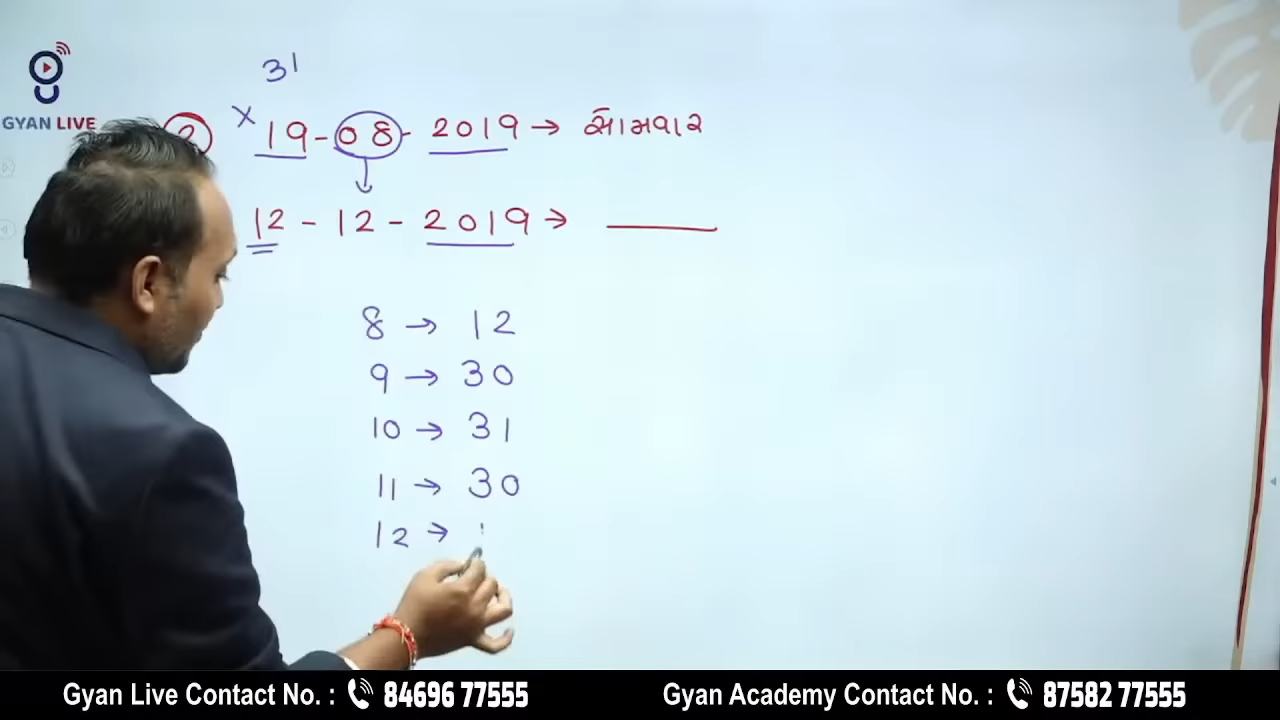 GYAN LIVE
31
x 19-08-2019 → સોમવાર
12-12-2019 →
8 → 12
9 → 30
10 → 31
11 → 30
12 →
Gyan Live Contact No. : 84696 77555
Gyan Academy Contact No. : 87582 77555